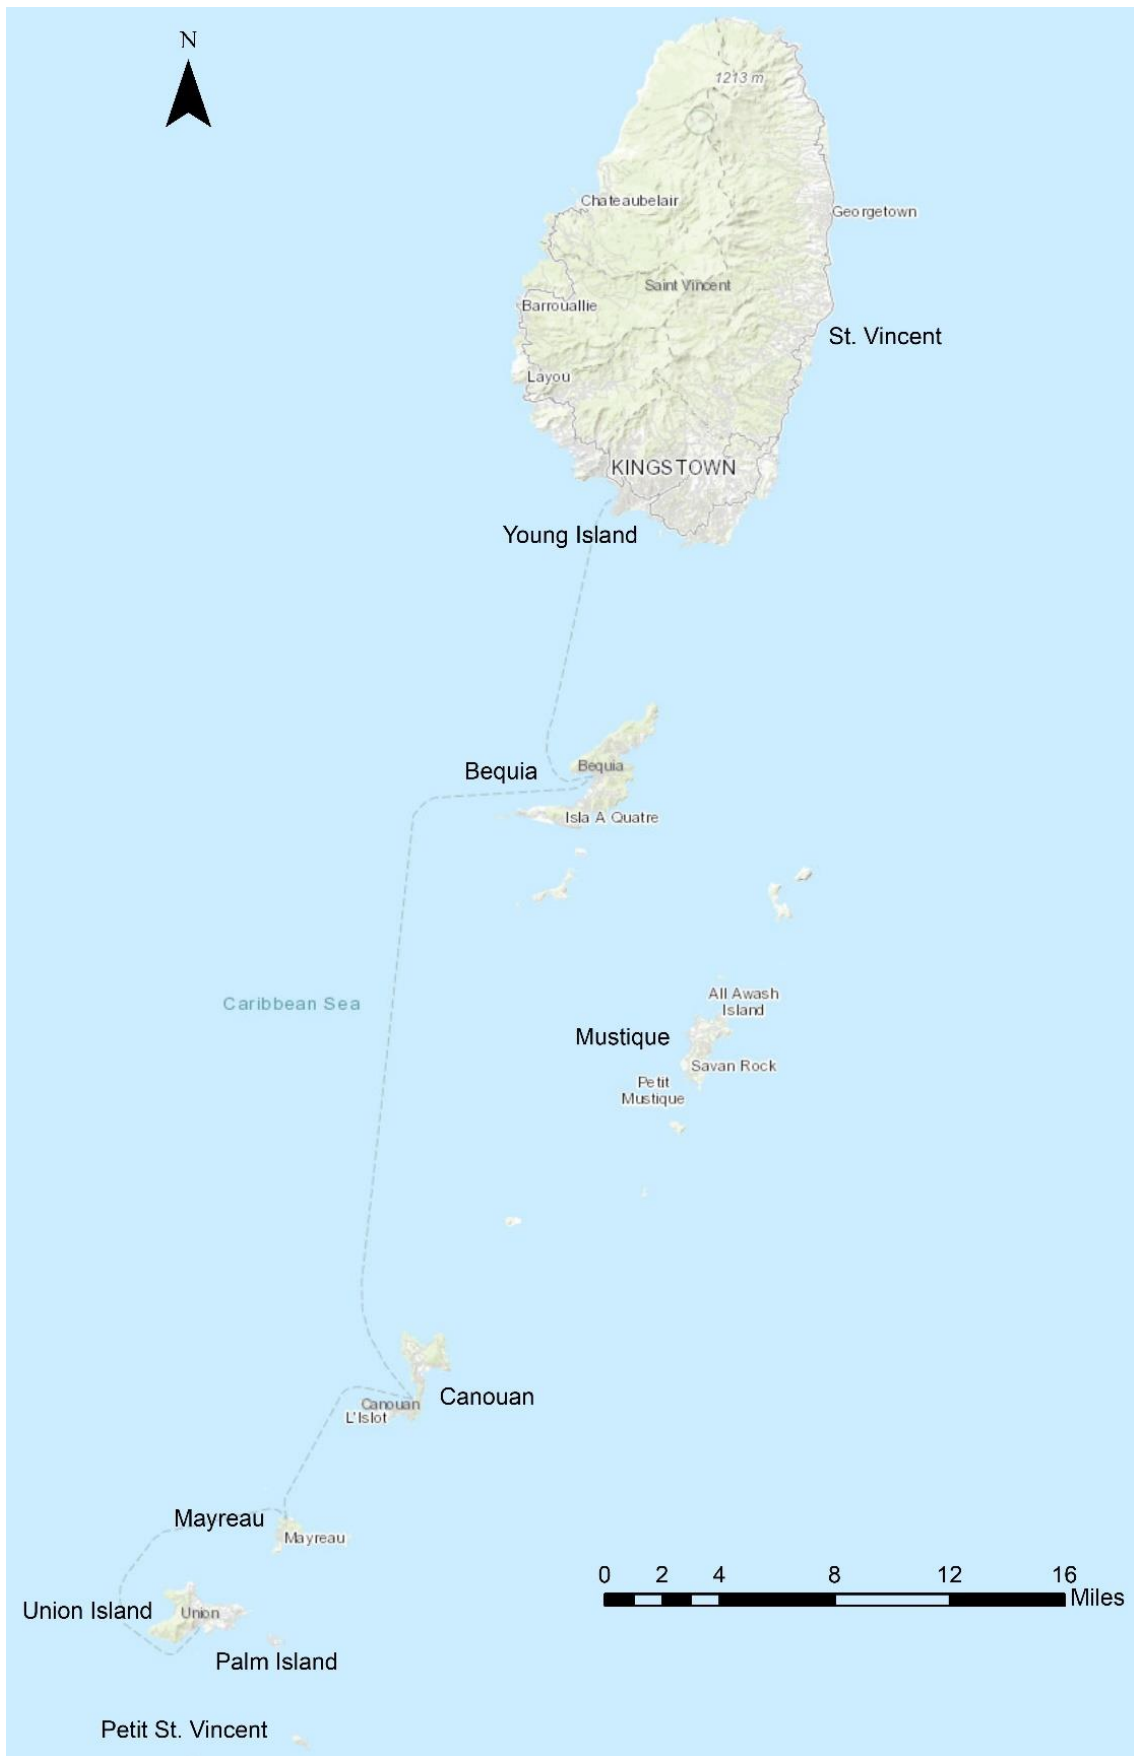 N
1213 m
Chateaubelair
Georgetown
Saint Vincent
Barrouallie
St. Vincent
Layou
KINGSTOWN
Young Island
Bequia
Bequia
Isla A Quatre
All Awash
Island
Caribbean Sea
Mustique
Savan Rock
Petit
Mustique
Canouan
Canouan
L'Islot
Mayreau
Mayreau
0 2 4 8 12 16
Miles
Union Island
Union
Palm Island
Petit St. Vincent